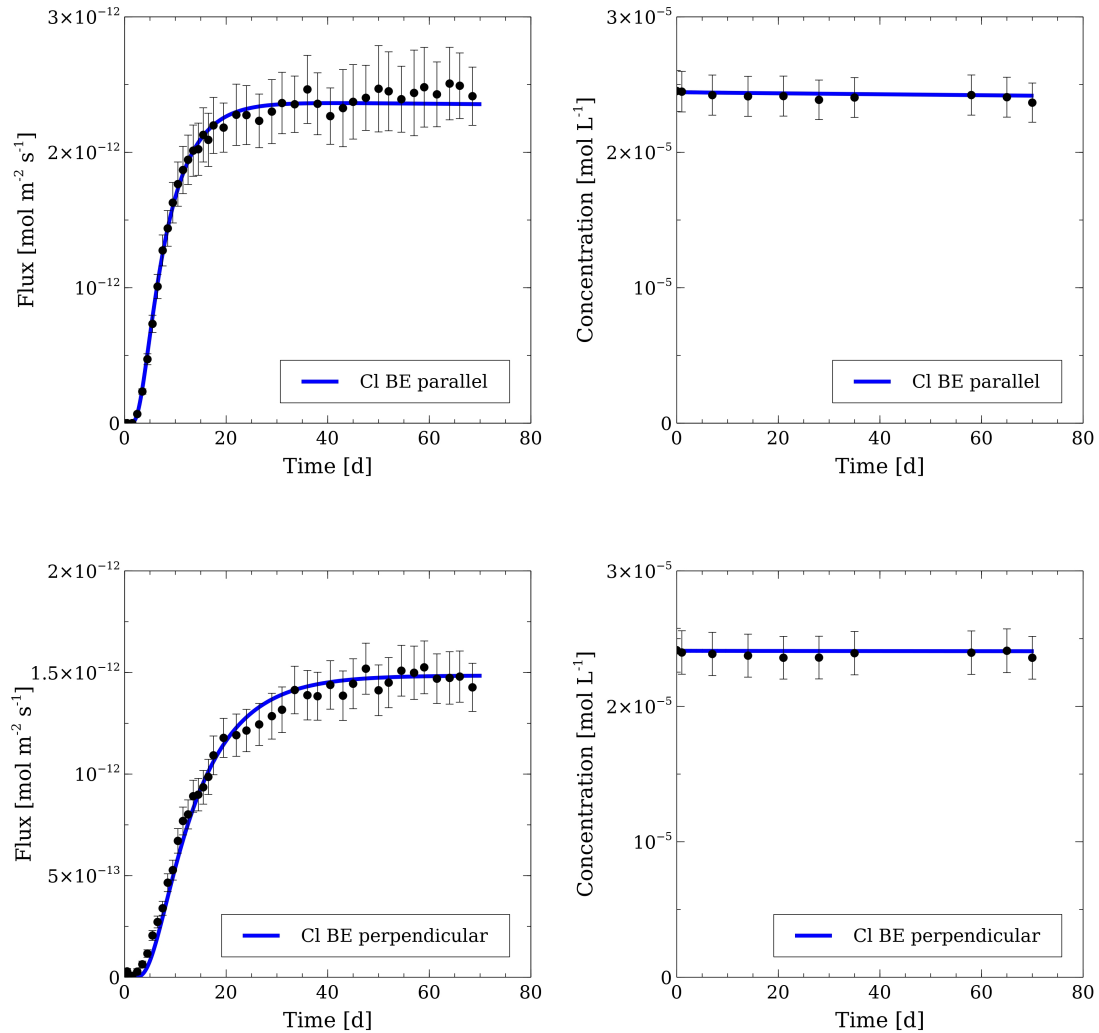 3×10⁻¹²
2×10⁻¹²
10⁻¹²
0
Flux [mol m⁻² s⁻¹]
0 20 40 60 80
Time [d]
Cl BE parallel
3×10⁻⁵
2×10⁻⁵
10⁻⁵
0
Concentration [mol L⁻¹]
0 20 40 60 80
Time [d]
Cl BE parallel
2×10⁻¹²
1.5×10⁻¹²
10⁻¹²
5×10⁻¹³
0
Flux [mol m⁻² s⁻¹]
0 20 40 60 80
Time [d]
Cl BE perpendicular
3×10⁻⁵
2×10⁻⁵
10⁻⁵
0
Concentration [mol L⁻¹]
0 20 40 60 80
Time [d]
Cl BE perpendicular